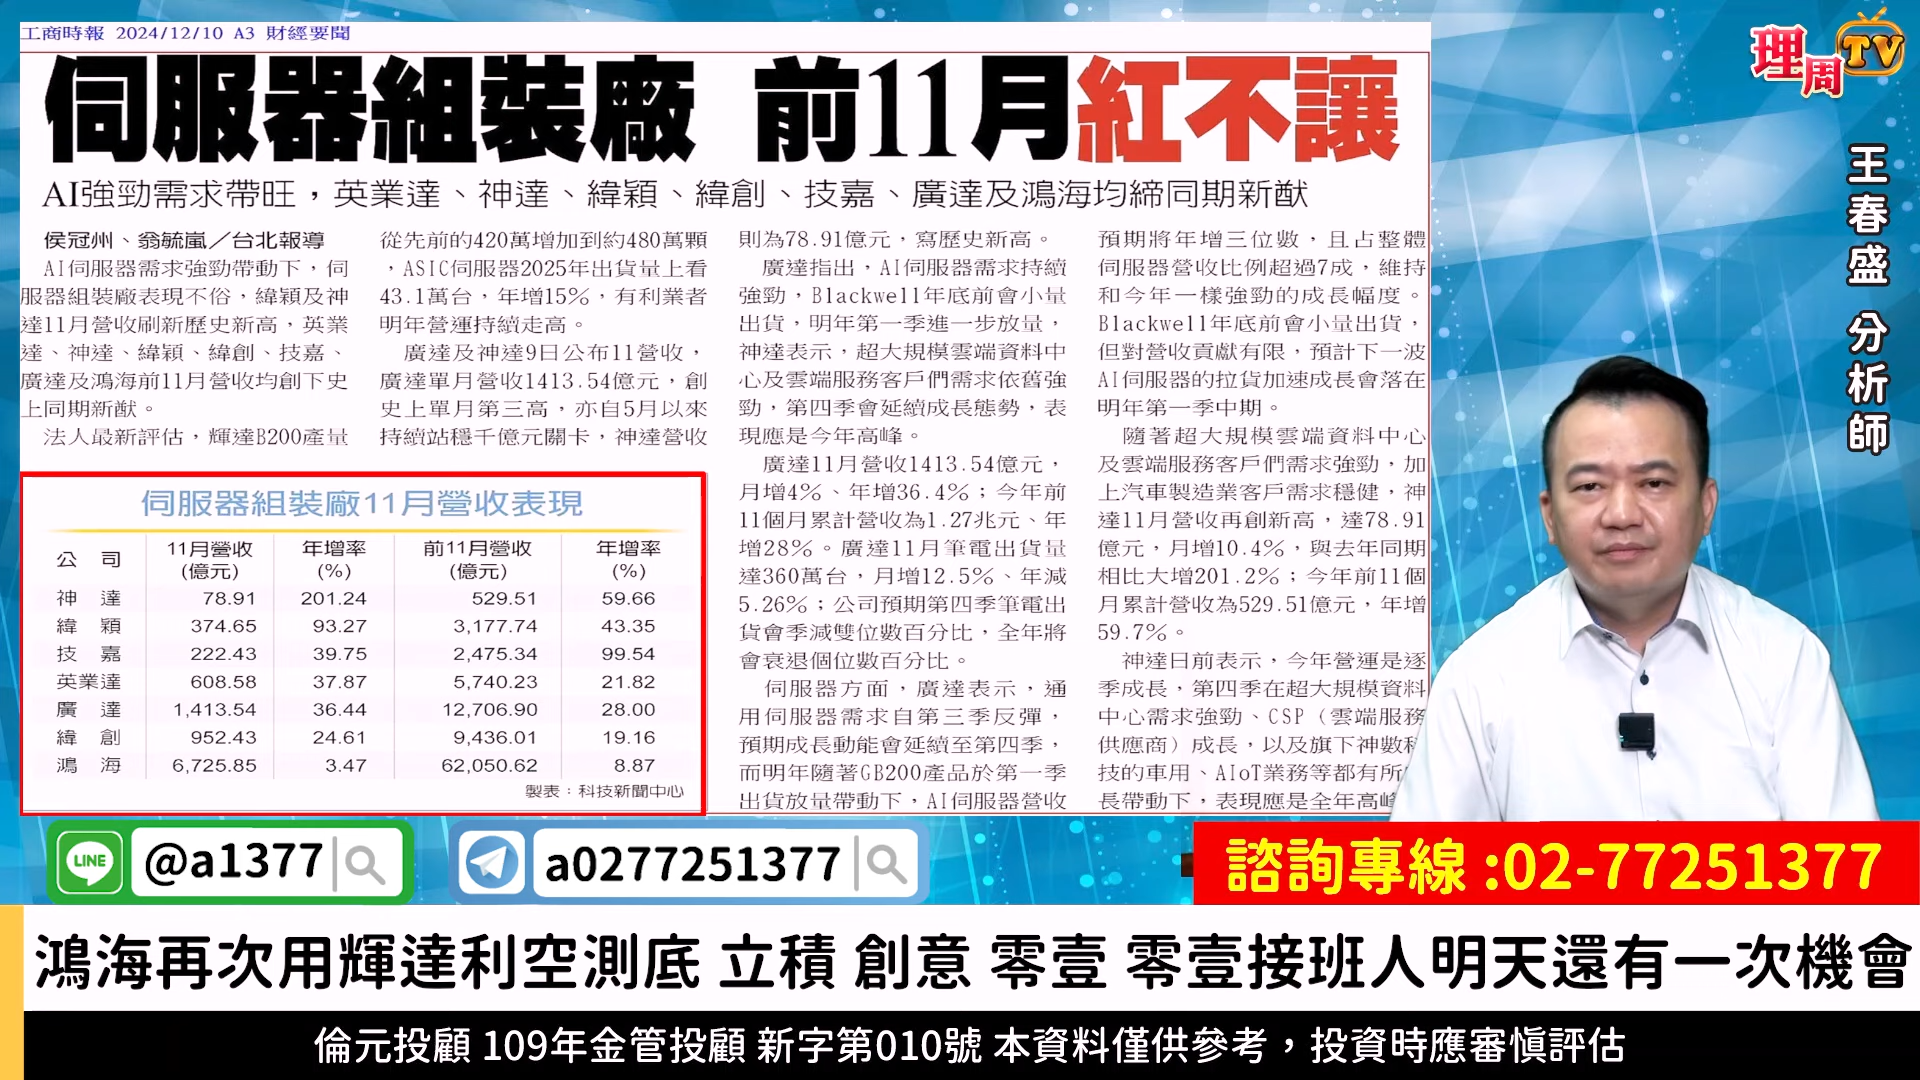 工商時報 2024/12/10 A3 財經要聞
伺服器組裝廠 前11月紅不讓
AI強勁需求帶旺，英業達、神達、緯穎、緯創、技嘉、廣達及鴻海均締同期新猷
侯冠州、翁毓嵐／台北報導
AI伺服器需求強勁帶動下，伺
服器組裝廠表現不俗，緯穎及神
達11月營收刷新歷史新高，英業
達、神達、緯穎、緯創、技嘉、
廣達及鴻海前11月營收均創下史
上同期新猷。
法人最新評估，輝達B200產量
從先前的420萬增加到約480萬顆
，ASIC伺服器2025年出貨量上看
43.1萬台，年增15%，有利業者
明年營運持續走高。
廣達及神達9日公布11營收，
廣達單月營收1413.54億元，創
史上單月第三高，亦自5月以來
持續站穩千億元關卡，神達營收
則為78.91億元，寫歷史新高。
廣達指出，AI伺服器需求持續
強勁，Blackwell年底前會小量
出貨，明年第一季進一步放量，
神達表示，超大規模雲端資料中
心及雲端服務客戶們需求依舊強
勁，第四季會延續成長態勢，表
現應是今年高峰。
廣達11月營收1413.54億元，
月增4%、年增36.4%；今年前
11個月累計營收為1.27兆元、年
增28%。廣達11月筆電出貨量
達360萬台，月增12.5%、年減
5.26%；公司預期第四季筆電出
貨會季減雙位數百分比，全年將
會衰退個位數百分比。
伺服器方面，廣達表示，通
用伺服器需求自第三季反彈，
預期成長動能會延續至第四季，
而明年隨著GB200產品於第一季
出貨放量帶動下，AI伺服器營收
預期將年增三位數，且占整體
伺服器營收比例超過7成，維持
和今年一樣強勁的成長幅度。
Blackwell年底前會小量出貨，
但對營收貢獻有限，預計下一波
AI伺服器的拉貨加速成長會落在
明年第一季中期。
隨著超大規模雲端資料中心
及雲端服務客戶們需求強勁，加
上汽車製造業客戶需求穩健，神
達11月營收再創新高，達78.91
億元，月增10.4%，與去年同期
相比大增201.2%；今年前11個
月累計營收為529.51億元，年增
59.7%。
神達日前表示，今年營運是逐
季成長，第四季在超大規模資料
中心需求強勁、CSP（雲端服務
供應商）成長，以及旗下神數科
技的車用、AIoT業務等都有所
長帶動下，表現應是全年高峰
伺服器組裝廠11月營收表現
公司 11月營收(億元) 年增率(%) 前11月營收(億元) 年增率(%)
神達 78.91 201.24 529.51 59.66
緯穎 374.65 93.27 3,177.74 43.35
技嘉 222.43 39.75 2,475.34 99.54
英業達 608.58 37.87 5,740.23 21.82
廣達 1,413.54 36.44 12,706.90 28.00
緯創 952.43 24.61 9,436.01 19.16
鴻海 6,725.85 3.47 62,050.62 8.87
製表：科技新聞中心
理周TV
王春盛 分析師
LINE @a1377
a0277251377
諮詢專線:02-77251377
鴻海再次用輝達利空測底 立積 創意 零壹 零壹接班人明天還有一次機會
倫元投顧 109年金管投顧 新字第010號 本資料僅供參考，投資時應審慎評估